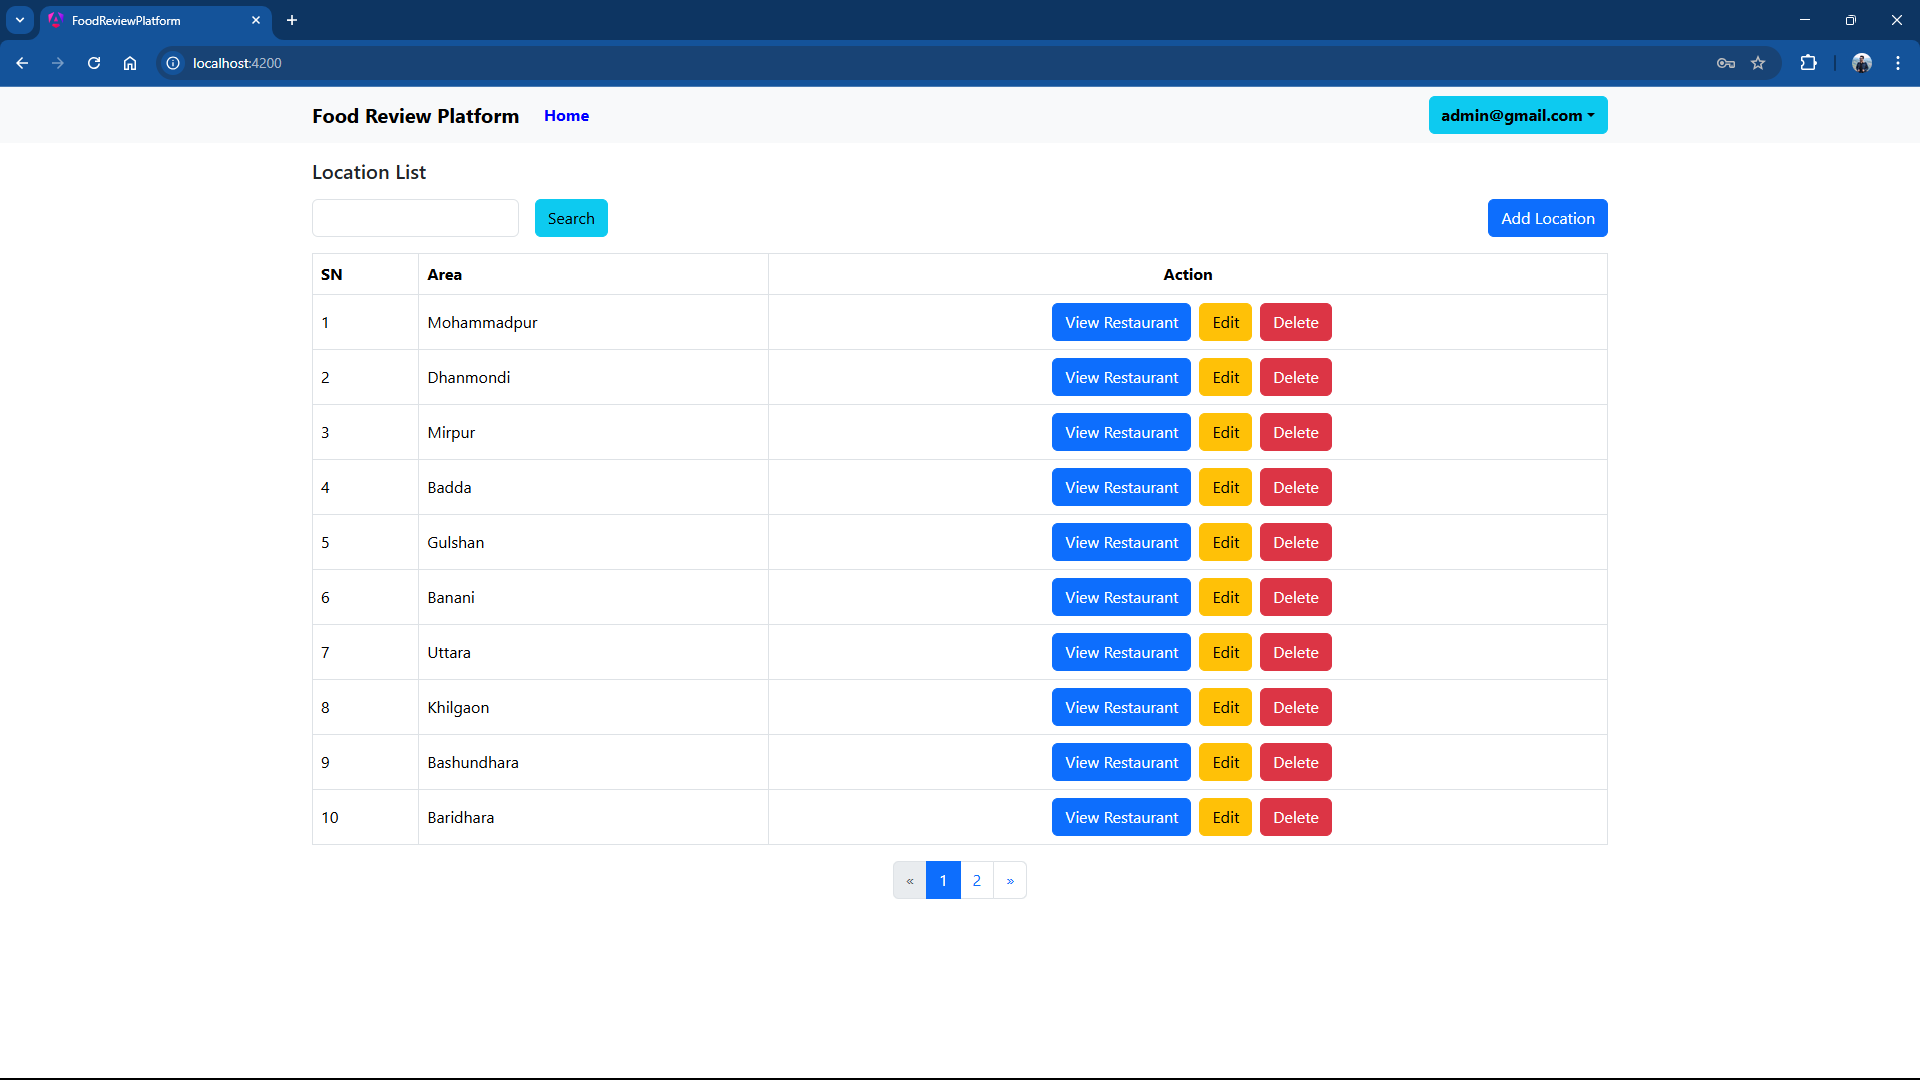 FoodReviewPlatform
localhost:4200
Food Review Platform Home admin@gmail.com
Location List
Search Add Location
SN Area Action
1 Mohammadpur View Restaurant Edit Delete
2 Dhanmondi View Restaurant Edit Delete
3 Mirpur View Restaurant Edit Delete
4 Badda View Restaurant Edit Delete
5 Gulshan View Restaurant Edit Delete
6 Banani View Restaurant Edit Delete
7 Uttara View Restaurant Edit Delete
8 Khilgaon View Restaurant Edit Delete
9 Bashundhara View Restaurant Edit Delete
10 Baridhara View Restaurant Edit Delete
« 1 2 »